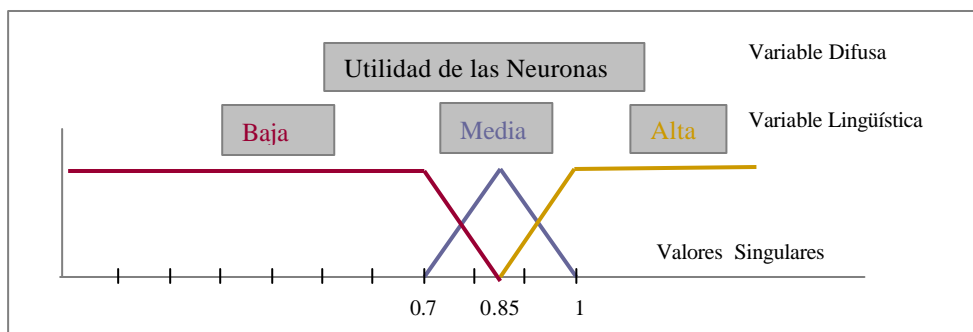 Variable Difusa
Utilidad de las Neuronas
Variable Lingüística
Baja
Media
Alta
Valores Singulares
0.7
0.85
1